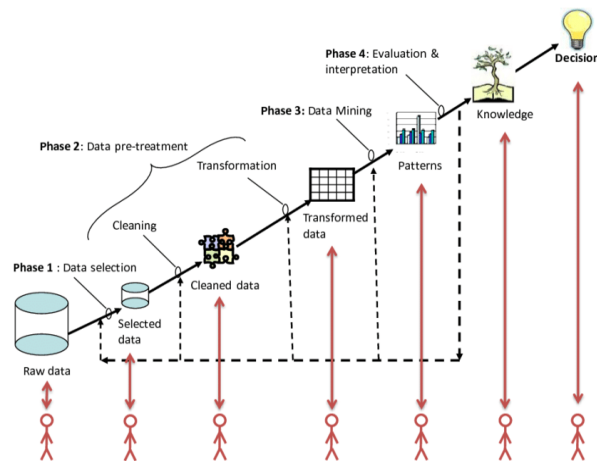 Decision
Phase 4: Evaluation &
interpretation
Knowledge
Phase 3: Data Mining
Patterns
Phase 2: Data pre-treatment
Transformation
Transformed
data
Cleaning
Cleaned data
Phase 1 : Data selection
Selected
data
Raw data